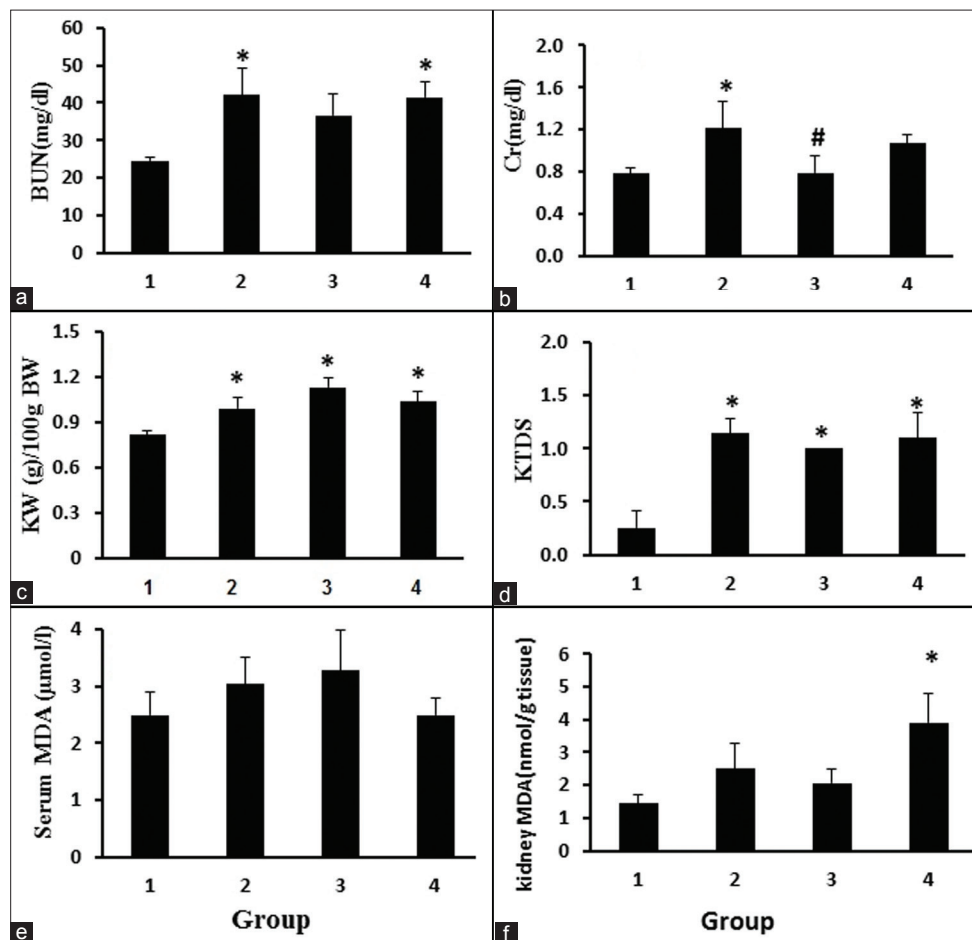 BUN(mg/dl)
60
50
40
30
20
10
0
*
*
1 2 3 4
a
Cr(mg/dl)
2.0
1.6
1.2
0.8
0.4
0.0
*
#
1 2 3 4
b
KW (g)/100g BW
1.5
1.2
0.9
0.6
0.3
0
*
*
*
1 2 3 4
c
KTDS
2.0
1.5
1.0
0.5
0.0
*
*
*
1 2 3 4
d
Serum MDA (μmol/l)
4
3
2
1
0
1 2 3 4
Group
e
kidney MDA(nmol/gtissue)
6
5
4
3
2
1
0
*
1 2 3 4
Group
f